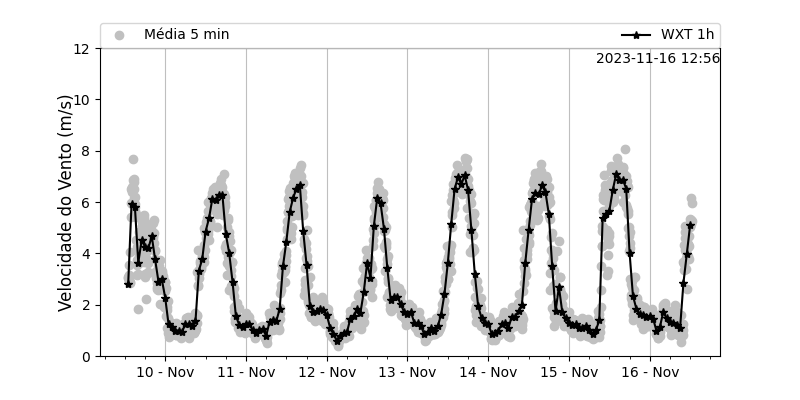 Média 5 min
WXT 1h
2023-11-16 12:56
Velocidade do Vento (m/s)
12
10
8
6
4
2
0
10 - Nov
11 - Nov
12 - Nov
13 - Nov
14 - Nov
15 - Nov
16 - Nov